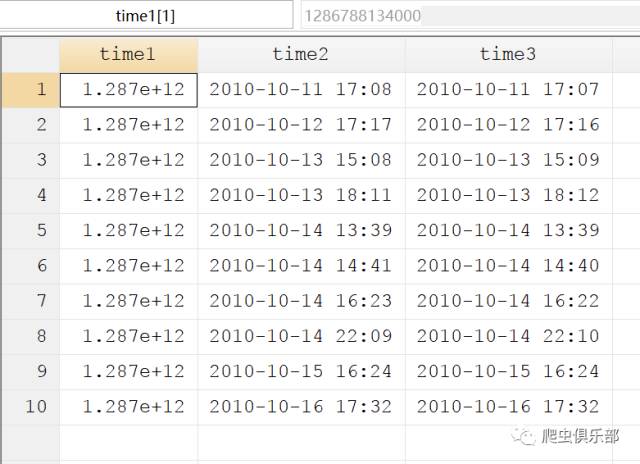 time1[1] 1286788134000
time1 time2 time3
1 1.287e+12 2010-10-11 17:08 2010-10-11 17:07
2 1.287e+12 2010-10-12 17:17 2010-10-12 17:16
3 1.287e+12 2010-10-13 15:08 2010-10-13 15:09
4 1.287e+12 2010-10-13 18:11 2010-10-13 18:12
5 1.287e+12 2010-10-14 13:39 2010-10-14 13:39
6 1.287e+12 2010-10-14 14:41 2010-10-14 14:40
7 1.287e+12 2010-10-14 16:23 2010-10-14 16:22
8 1.287e+12 2010-10-14 22:09 2010-10-14 22:10
9 1.287e+12 2010-10-15 16:24 2010-10-15 16:24
10 1.287e+12 2010-10-16 17:32 2010-10-16 17:32
爬虫俱乐部